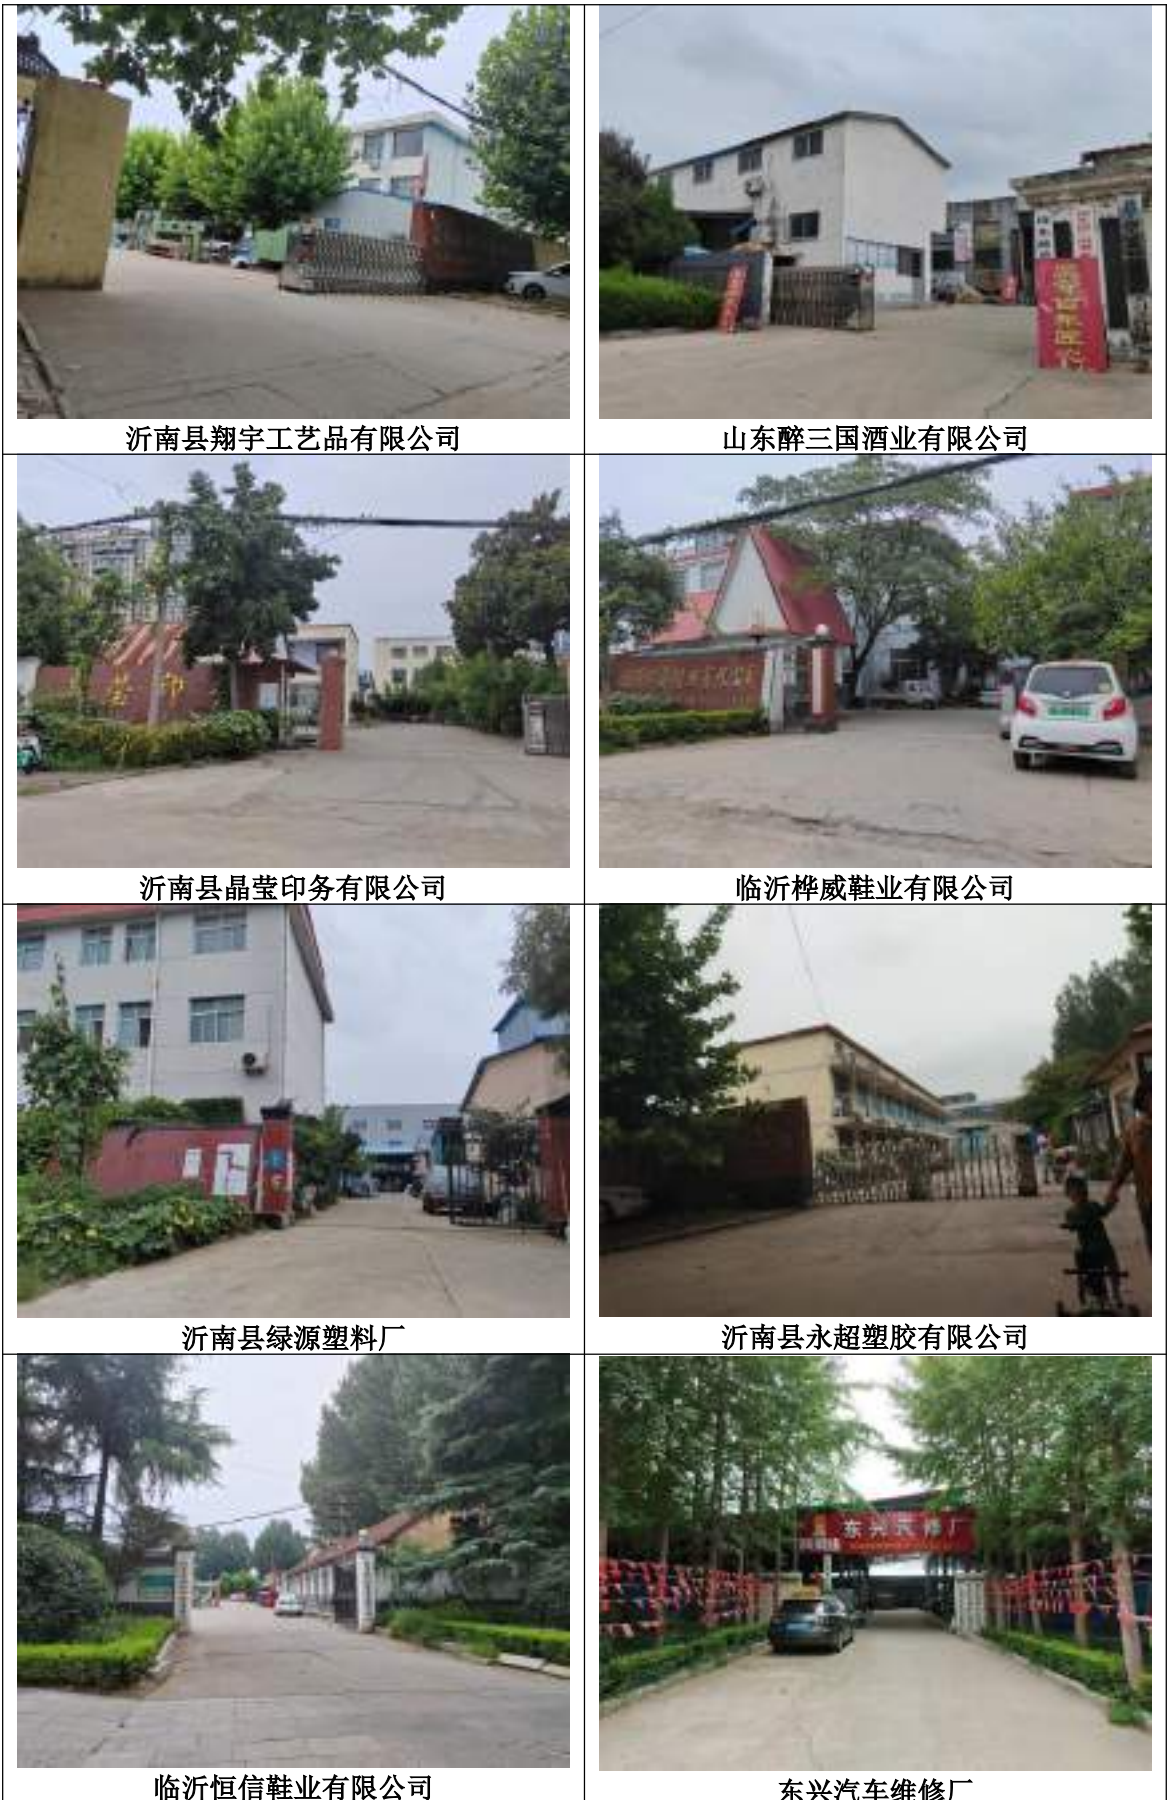 沂南县翔宇工艺品有限公司
山东醉三国酒业有限公司
沂南县晶莹印务有限公司
临沂桦威鞋业有限公司
沂南县绿源塑料厂
沂南县永超塑胶有限公司
东兴汽修厂
临沂恒信鞋业有限公司
东兴汽车维修厂